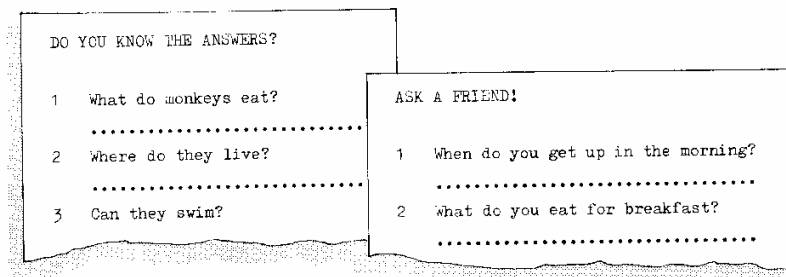 DO YOU KNOW THE ANSWERS?
1 What do monkeys eat?
..............................
2 Where do they live?
..............................
3 Can they swim?
ASK A FRIEND!
1 When do you get up in the morning?
...................................
2 What do you eat for breakfast?
...................................